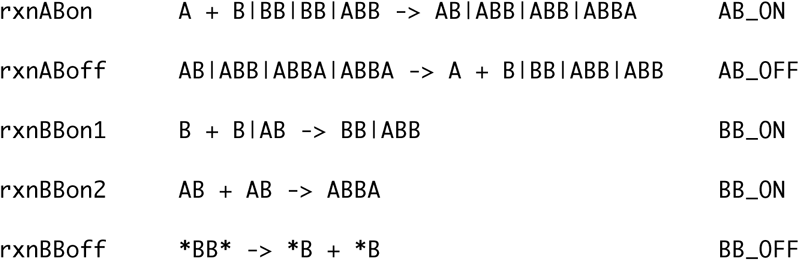 rxnABon A + B|BB|BB|ABB -> AB|ABB|ABB|ABBA AB_ON
rxnABoff AB|ABB|ABBA|ABBA -> A + B|BB|ABB|ABB AB_OFF
rxnBBon1 B + B|AB -> BB|ABB BB_ON
rxnBBon2 AB + AB -> ABBA BB_ON
rxnBBoff *BB* -> *B + *B BB_OFF